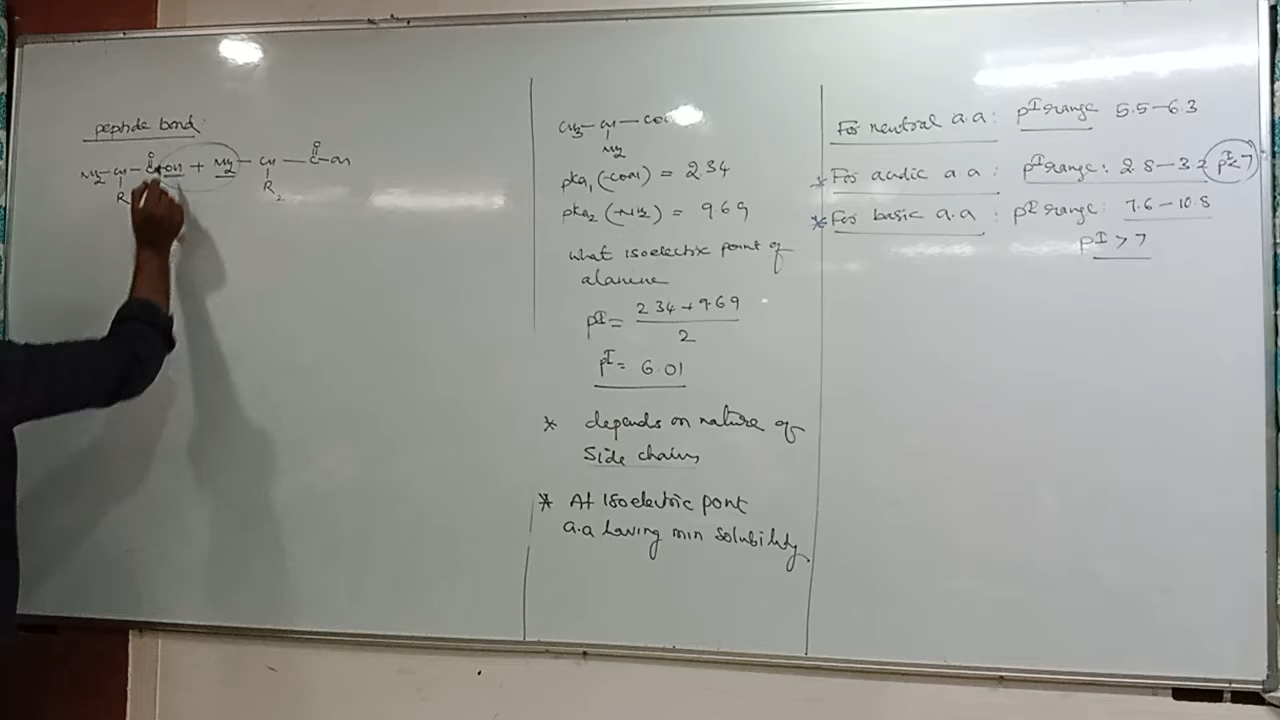 peptide bond:
NH2-CH-C-OH + NH2-CH-C-OH
O
O
R
R2
CH3-CH-COO
NH2
pka1 (-COOH) = 2.34
pka2 (-NH2) = 9.69
what isoelectric point of
alanine
pI = 2.34+9.69
2
pI = 6.01
* depends on nature of
side chains
* At isoelectric point
a.a having min solubility
For neutral a.a: pI range 5.5-6.3
* For acidic a.a: pI range: 2.8-3.2 pI<7
* For basic a.a: pI range: 7.6-10.8
pI > 7